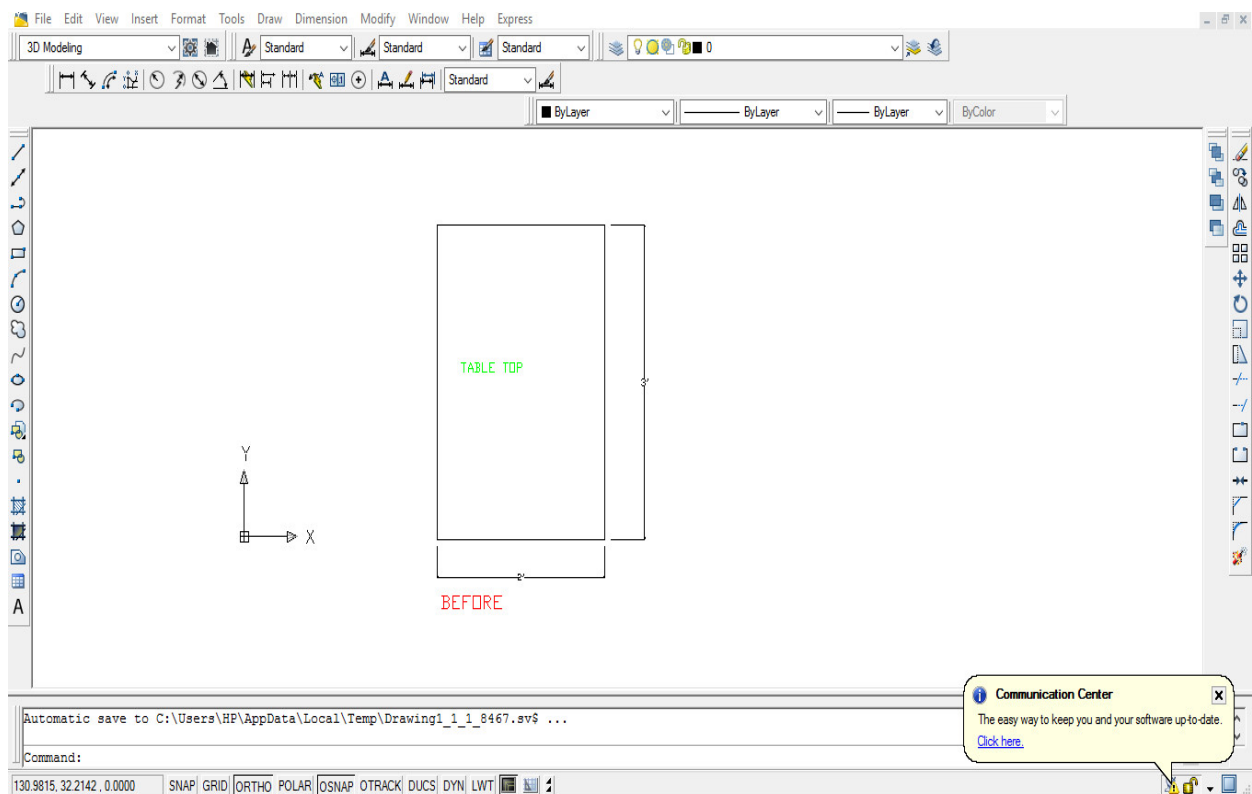 File Edit View Insert Format Tools Draw Dimension Modify Window Help Express
3D Modeling Standard Standard Standard 0
Standard
ByLayer ByLayer ByLayer ByColor
TABLE TOP
3'
Y
X
2'
BEFORE
A
Communication Center
The easy way to keep you and your software up-to-date.
Click here.
Automatic save to C:\Users\HP\AppData\Local\Temp\Drawing1_1_1_8467.sv$ ...
Command:
130.9815, 32.2142 , 0.0000 SNAP GRID ORTHO POLAR OSNAP OTRACK DUCS DYN LWT